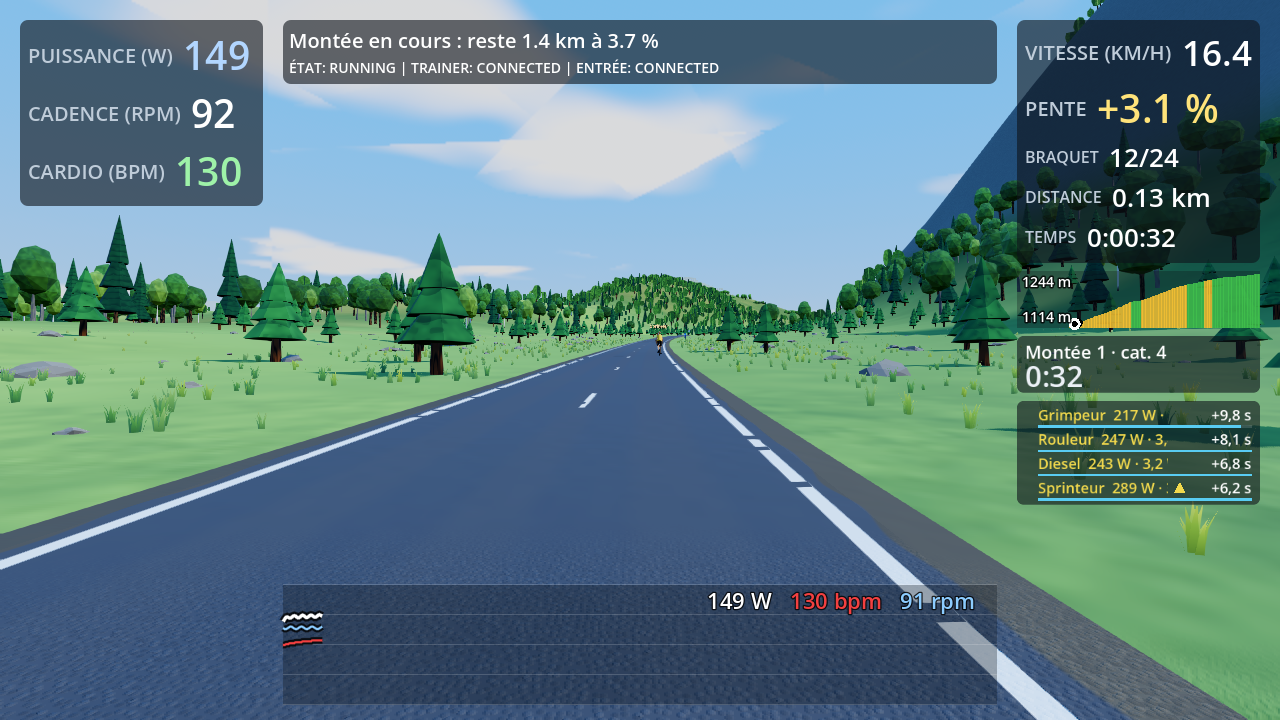 PUISSANCE (W) 149
CADENCE (RPM) 92
CARDIO (BPM) 130
Montée en cours : reste 1.4 km à 3.7 %
ÉTAT: RUNNING | TRAINER: CONNECTED | ENTRÉE: CONNECTED
VITESSE (KM/H) 16.4
PENTE +3.1 %
BRAQUET 12/24
DISTANCE 0.13 km
TEMPS 0:00:32
1244 m
1114 m
Montée 1 · cat. 4
0:32
Grimpeur 217 W · +9,8 s
Rouleur 247 W · 3, +8,1 s
Diesel 243 W · 3,2 +6,8 s
Sprinteur 289 W · +6,2 s
149 W 130 bpm 91 rpm